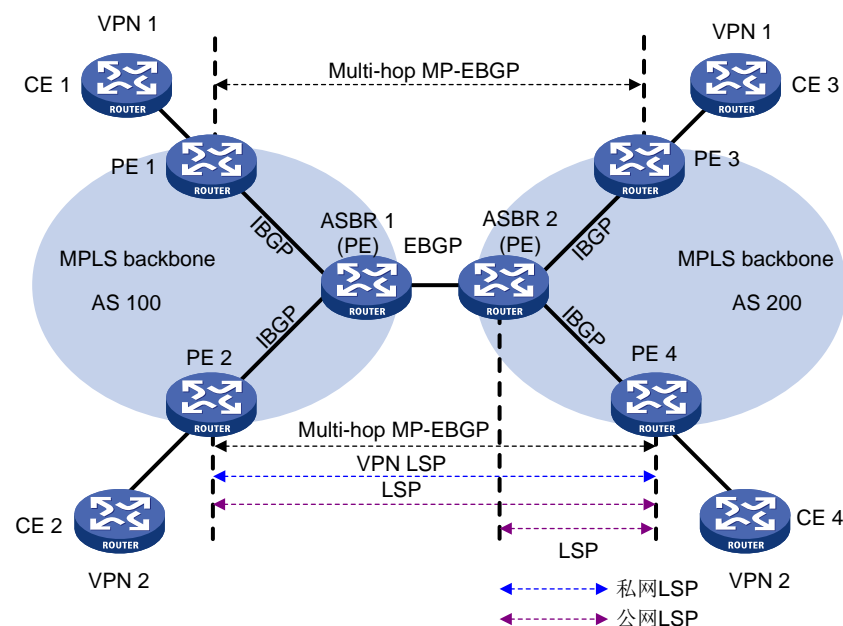 VPN 1
VPN 1
CE 1
ROUTER
Multi-hop MP-EBGP
ROUTER
CE 3
PE 1
ROUTER
ROUTER
PE 3
IBGP
ASBR 1
(PE)
EBGP
ASBR 2
(PE)
IBGP
MPLS backbone
AS 100
ROUTER
ROUTER
MPLS backbone
AS 200
IBGP
IBGP
PE 2
PE 4
ROUTER
ROUTER
Multi-hop MP-EBGP
VPN LSP
LSP
CE 2
ROUTER
ROUTER
CE 4
LSP
VPN 2
VPN 2
私网LSP
公网LSP